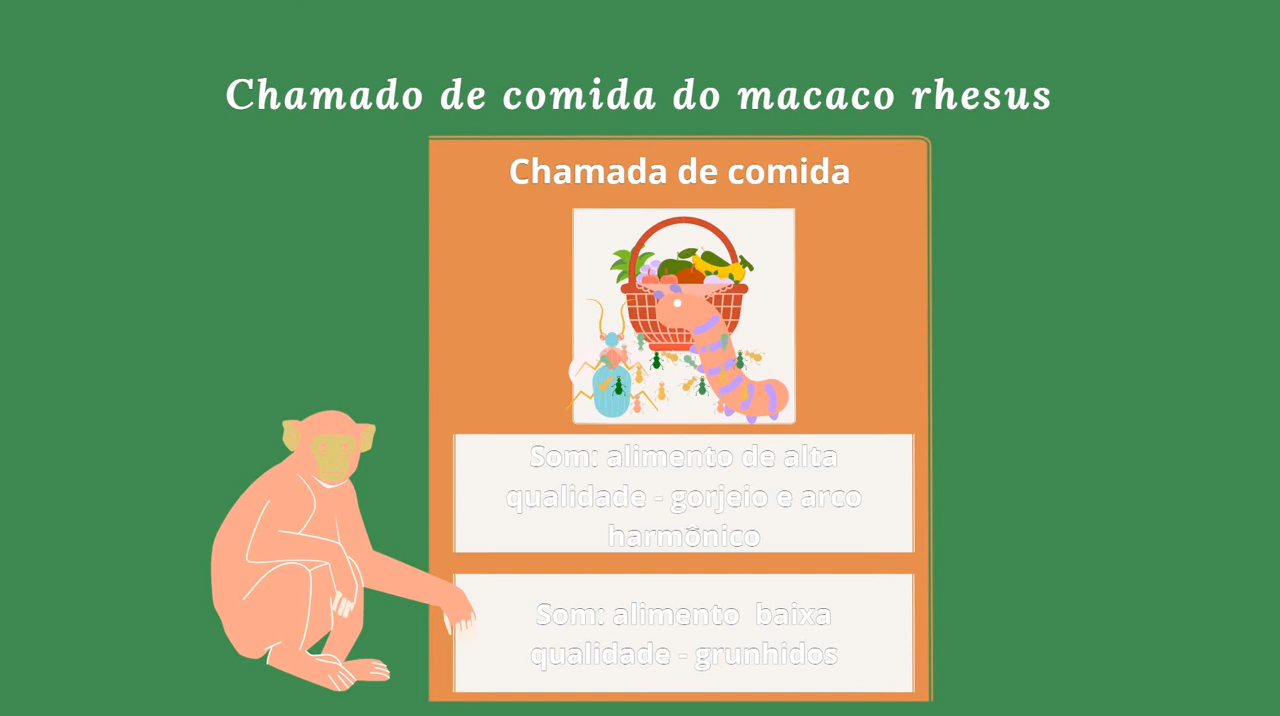 Chamado de comida do macaco rhesus
Chamada de comida
Som: alimento de alta
qualidade - gorjeio e arco
harmõnico
Som: alimento baixa
qualidade - grunhidos